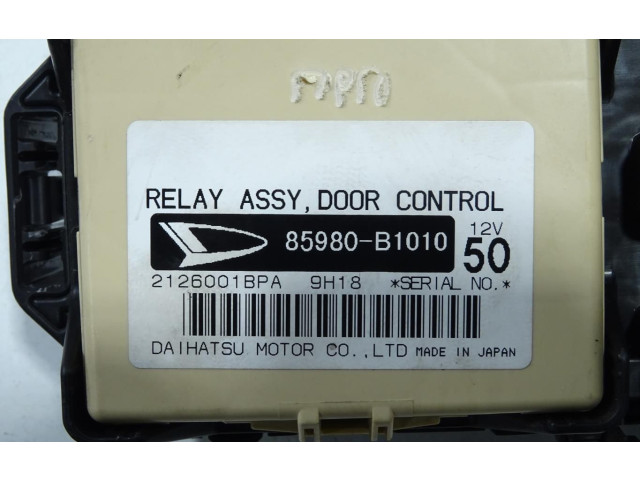 RELAY ASSY, DOOR CONTROL
85980-B1010 12V 50
2126001BPA 9H18 *SERIAL NO.*
DAIHATSU MOTOR CO.,LTD MADE IN JAPAN